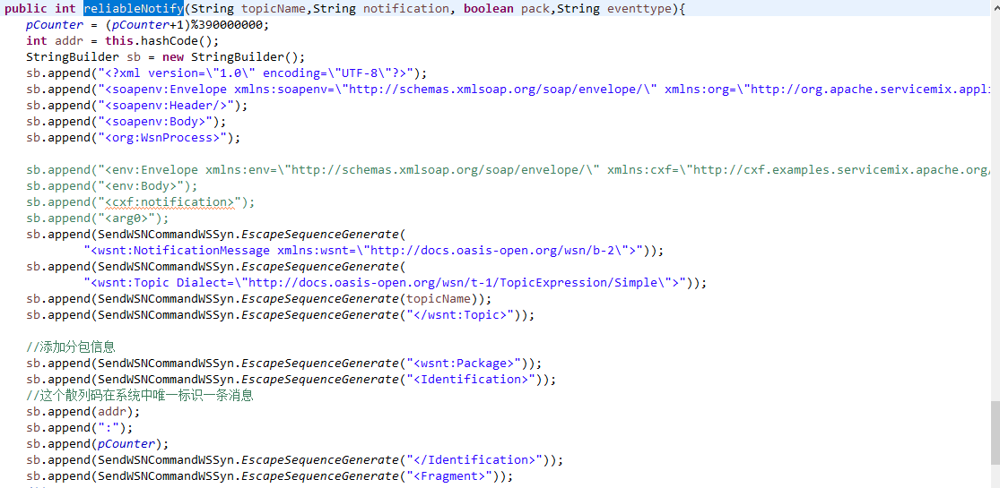 public int reliableNotify(String topicName,String notification, boolean pack,String eventtype){
pCounter = (pCounter+1)%390000000;
int addr = this.hashCode();
StringBuilder sb = new StringBuilder();
sb.append("<?xml version=\"1.0\" encoding=\"UTF-8\"?>");
sb.append("<soapenv:Envelope xmlns:soapenv=\"http://schemas.xmlsoap.org/soap/envelope/\" xmlns:org=\"http://org.apache.servicemix.appli
sb.append("<soapenv:Header/>");
sb.append("<soapenv:Body>");
sb.append("<org:WsnProcess>");
sb.append("<env:Envelope xmlns:env=\"http://schemas.xmlsoap.org/soap/envelope/\" xmlns:cxf=\"http://cxf.examples.servicemix.apache.org/
sb.append("<env:Body>");
sb.append("<cxf:notification>");
sb.append("<arg0>");
sb.append(SendWSNCommandWSSyn.EscapeSequenceGenerate(
"<wsnt:NotificationMessage xmlns:wsnt=\"http://docs.oasis-open.org/wsn/b-2\">"));
sb.append(SendWSNCommandWSSyn.EscapeSequenceGenerate(
"<wsnt:Topic Dialect=\"http://docs.oasis-open.org/wsn/t-1/TopicExpression/Simple\">"));
sb.append(SendWSNCommandWSSyn.EscapeSequenceGenerate(topicName));
sb.append(SendWSNCommandWSSyn.EscapeSequenceGenerate("</wsnt:Topic>"));
//添加分包信息
sb.append(SendWSNCommandWSSyn.EscapeSequenceGenerate("<wsnt:Package>"));
sb.append(SendWSNCommandWSSyn.EscapeSequenceGenerate("<Identification>"));
//这个散列码在系统中唯一标识一条消息
sb.append(addr);
sb.append(":");
sb.append(pCounter);
sb.append(SendWSNCommandWSSyn.EscapeSequenceGenerate("</Identification>"));
sb.append(SendWSNCommandWSSyn.EscapeSequenceGenerate("<Fragment>"));